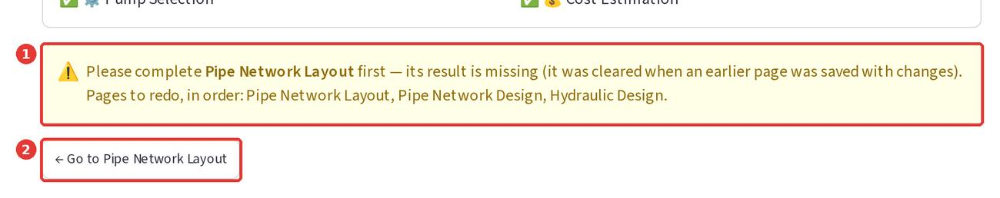 ✅ ⚙️ Pump Selection
✅ 💰 Cost Estimation
1
⚠️ Please complete Pipe Network Layout first — its result is missing (it was cleared when an earlier page was saved with changes).
Pages to redo, in order: Pipe Network Layout, Pipe Network Design, Hydraulic Design.
2
← Go to Pipe Network Layout